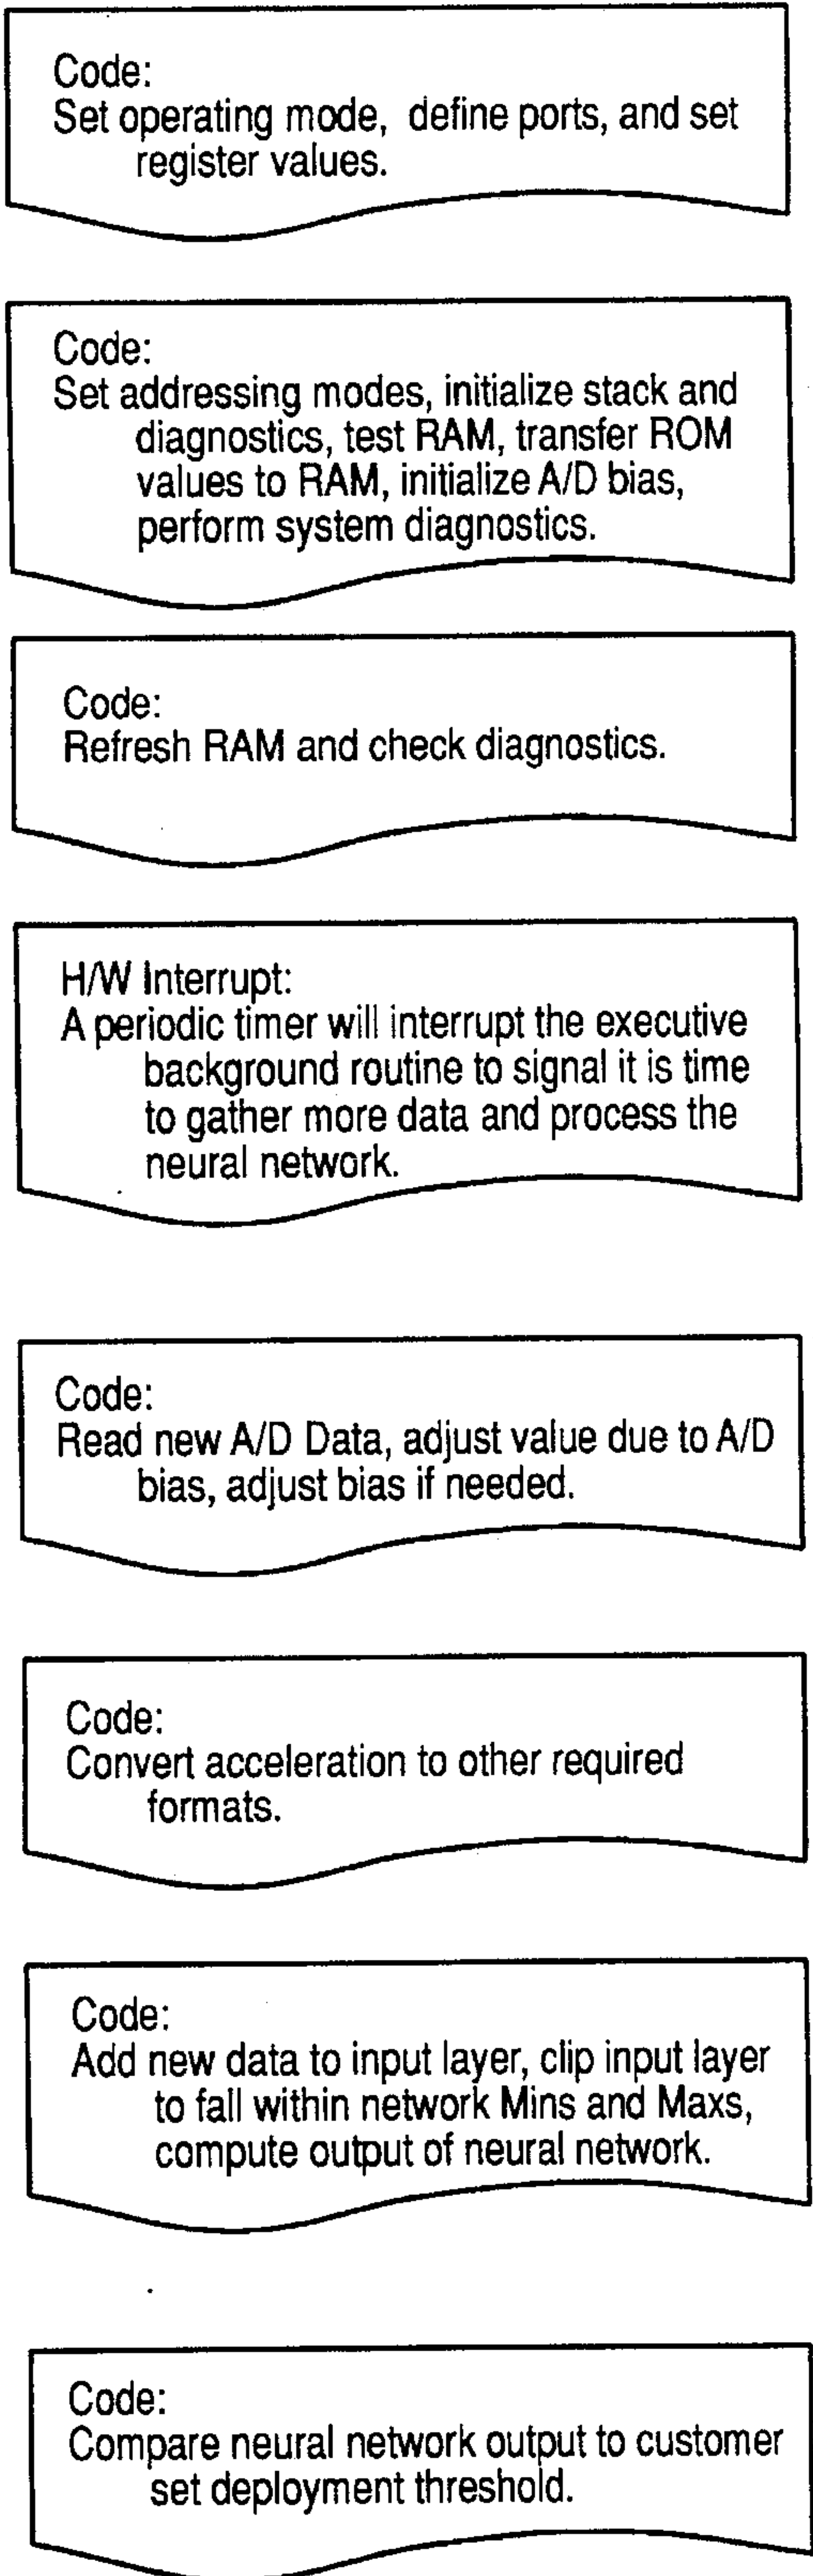 Code:
Set operating mode, define ports, and set
register values.
Code:
Set addressing modes, initialize stack and
diagnostics, test RAM, transfer ROM
values to RAM, initialize A/D bias,
perform system diagnostics.
Code:
Refresh RAM and check diagnostics.
H/W Interrupt:
A periodic timer will interrupt the executive
background routine to signal it is time
to gather more data and process the
neural network.
Code:
Read new A/D Data, adjust value due to A/D
bias, adjust bias if needed.
Code:
Convert acceleration to other required
formats.
Code:
Add new data to input layer, clip input layer
to fall within network Mins and Maxs,
compute output of neural network.
Code:
Compare neural network output to customer
set deployment threshold.